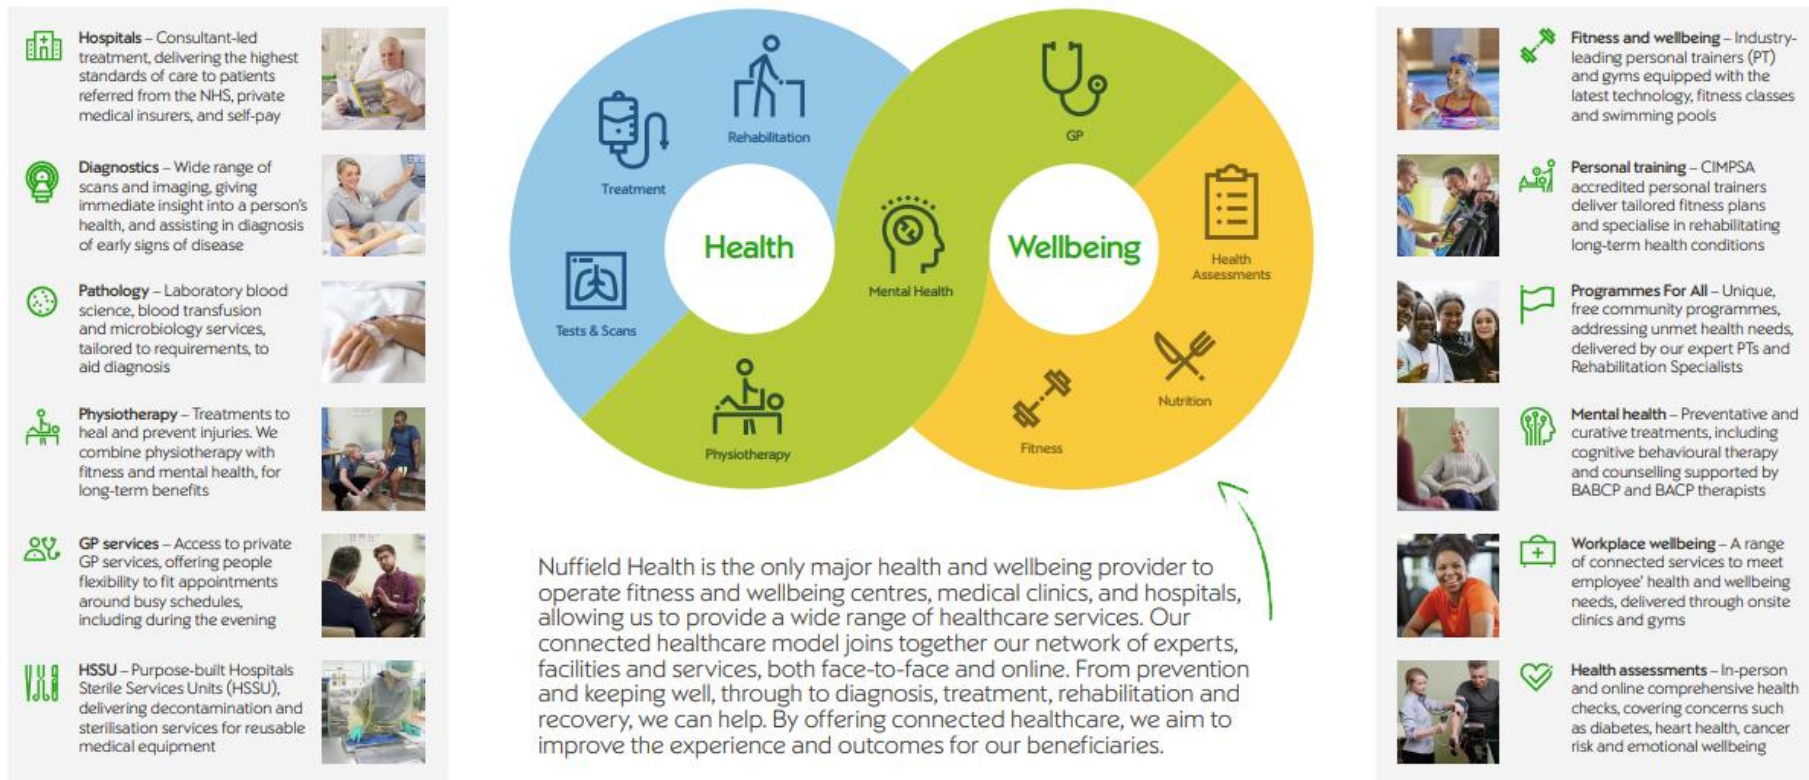 Hospitals – Consultant-led
treatment, delivering the highest
standards of care to patients
referred from the NHS, private
medical insurers, and self-pay
Diagnostics – Wide range of
scans and imaging, giving
immediate insight into a person's
health, and assisting in diagnosis
of early signs of disease
Pathology – Laboratory blood
science, blood transfusion
and microbiology services,
tailored to requirements, to
aid diagnosis
Physiotherapy – Treatments to
heal and prevent injuries. We
combine physiotherapy with
fitness and mental health, for
long-term benefits
GP services – Access to private
GP services, offering people
flexibility to fit appointments
around busy schedules,
including during the evening
HSSU – Purpose-built Hospitals
Sterile Services Units (HSSU),
delivering decontamination and
sterilisation services for reusable
medical equipment
Rehabilitation
Treatment
Tests & Scans
Health
Physiotherapy
Mental Health
GP
Wellbeing
Health
Assessments
Nutrition
Fitness
Nuffield Health is the only major health and wellbeing provider to
operate fitness and wellbeing centres, medical clinics, and hospitals,
allowing us to provide a wide range of healthcare services. Our
connected healthcare model joins together our network of experts,
facilities and services, both face-to-face and online. From prevention
and keeping well, through to diagnosis, treatment, rehabilitation and
recovery, we can help. By offering connected healthcare, we aim to
improve the experience and outcomes for our beneficiaries.
Fitness and wellbeing – Industry-
leading personal trainers (PT)
and gyms equipped with the
latest technology, fitness classes
and swimming pools
Personal training – CIMPSA
accredited personal trainers
deliver tailored fitness plans
and specialise in rehabilitating
long-term health conditions
Programmes For All – Unique,
free community programmes,
addressing unmet health needs,
delivered by our expert PTs and
Rehabilitation Specialists
Mental health – Preventative and
curative treatments, including
cognitive behavioural therapy
and counselling supported by
BABCP and BACP therapists
Workplace wellbeing – A range
of connected services to meet
employee' health and wellbeing
needs, delivered through onsite
clinics and gyms
Health assessments – In-person
and online comprehensive health
checks, covering concerns such
as diabetes, heart health, cancer
risk and emotional wellbeing